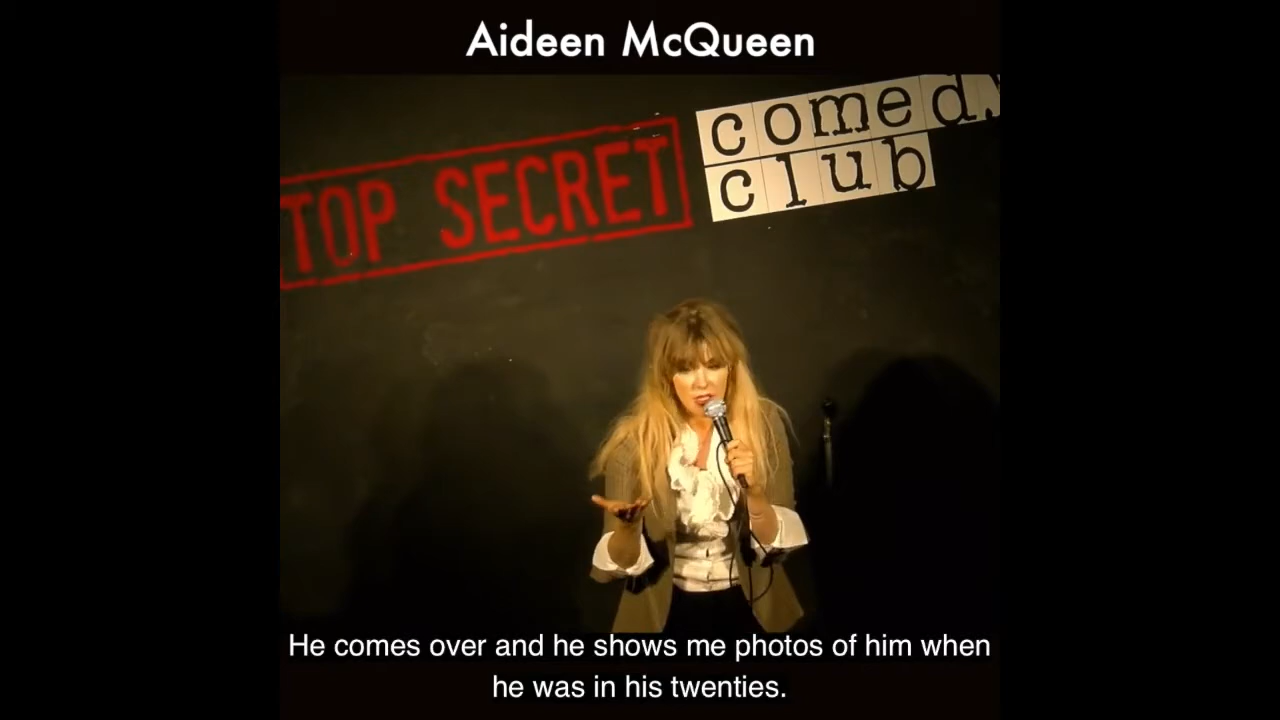 Aideen McQueen
TOP SECRET
comedy
club
He comes over and he shows me photos of him when
he was in his twenties.